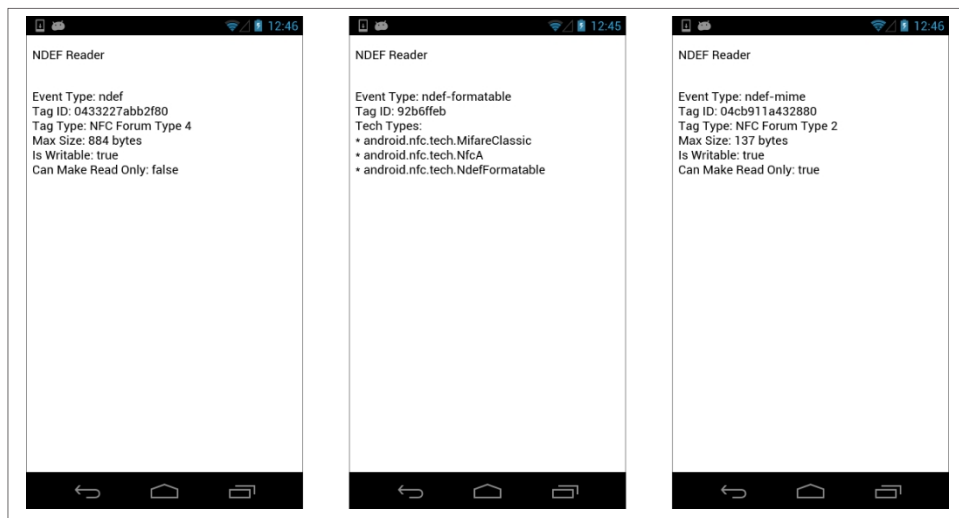 12:46
NDEF Reader
Event Type: ndef
Tag ID: 0433227abb2f80
Tag Type: NFC Forum Type 4
Max Size: 884 bytes
Is Writable: true
Can Make Read Only: false
12:45
NDEF Reader
Event Type: ndef-formatable
Tag ID: 92b6ffeb
Tech Types:
* android.nfc.tech.MifareClassic
* android.nfc.tech.NfcA
* android.nfc.tech.NdefFormatable
12:46
NDEF Reader
Event Type: ndef-mime
Tag ID: 04cb911a432880
Tag Type: NFC Forum Type 2
Max Size: 137 bytes
Is Writable: true
Can Make Read Only: true